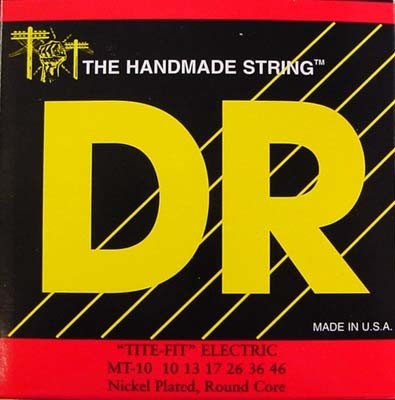 THE HANDMADE STRING™
DR
MADE IN U.S.A.
"TITE-FIT" ELECTRIC
MT-10 10 13 17 26 36 46
Nickel Plated, Round Core